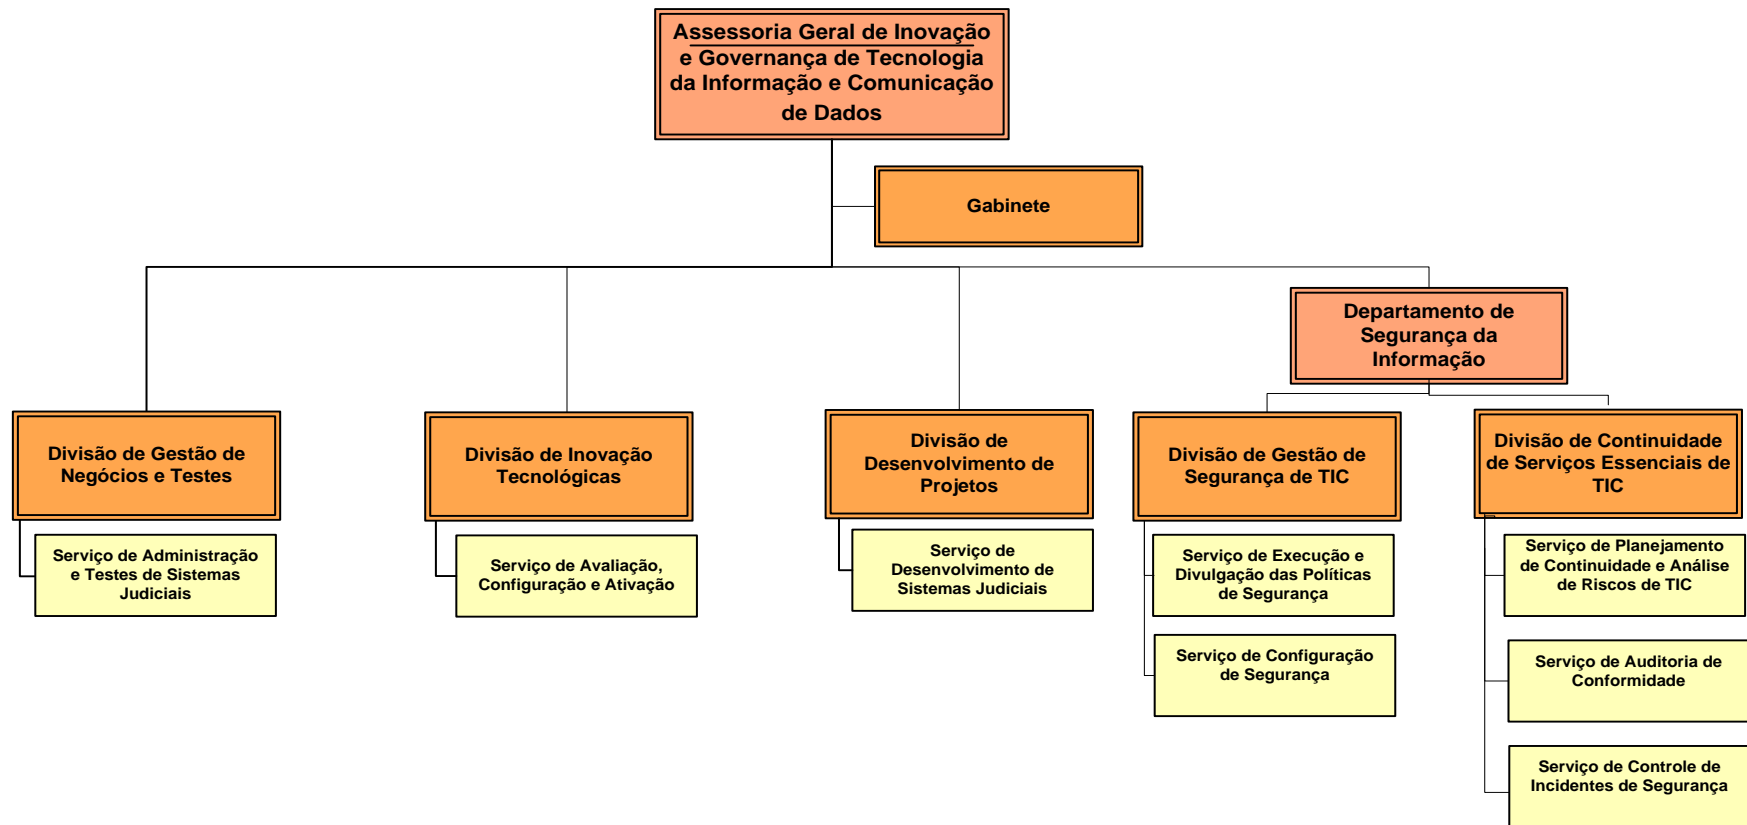 Assessoria Geral de Inovação
e Governança de Tecnologia
da Informação e Comunicação
de Dados
Gabinete
Departamento de
Segurança da
Informação
Divisão de Gestão de
Negócios e Testes
Divisão de Inovação
Tecnológicas
Divisão de
Desenvolvimento de
Projetos
Divisão de Gestão de
Segurança de TIC
Divisão de Continuidade
de Serviços Essenciais de
TIC
Serviço de Administração
e Testes de Sistemas
Judiciais
Serviço de Avaliação,
Configuração e Ativação
Serviço de
Desenvolvimento de
Sistemas Judiciais
Serviço de Execução e
Divulgação das Políticas
de Segurança
Serviço de Planejamento
de Continuidade e Análise
de Riscos de TIC
Serviço de Configuração
de Segurança
Serviço de Auditoria de
Conformidade
Serviço de Controle de
Incidentes de Segurança